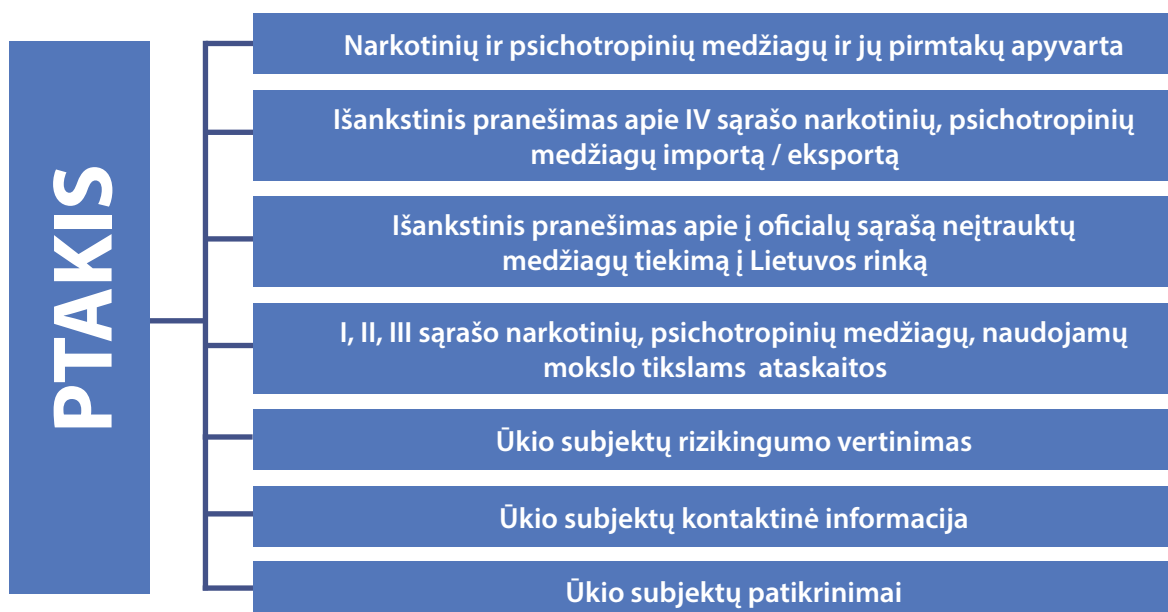 PTAKIS
Narkotinių ir psichotropinių medžiagų ir jų pirmtakų apyvarta
Išankstinis pranešimas apie IV sąrašo narkotinių, psichotropinių
medžiagų importą / eksportą
Išankstinis pranešimas apie į oficialų sąrašą neįtrauktų
medžiagų tiekimą į Lietuvos rinką
I, II, III sąrašo narkotinių, psichotropinių medžiagų, naudojamų
mokslo tikslams ataskaitos
Ūkio subjektų rizikingumo vertinimas
Ūkio subjektų kontaktinė informacija
Ūkio subjektų patikrinimai